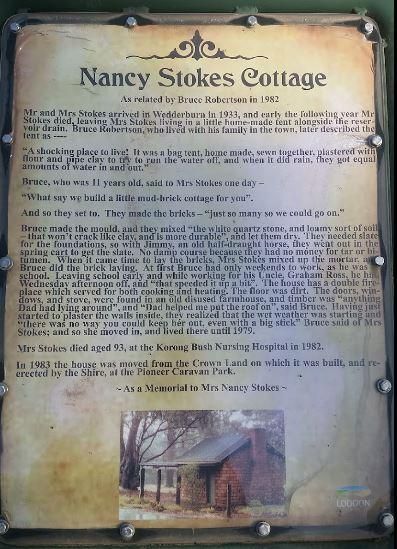 Nancy Stokes Cottage
As related by Bruce Robertson in 1982
Mr and Mrs Stokes arrived in Wedderburn in 1933, and early the following year Mr
Stokes died, leaving Mrs Stokes living in a little home-made tent alongside the reser-
voir drain. Bruce Robertson, who lived with his family in the town, later described the
tent as ----
"A shocking place to live! It was a bag tent, home made, sewn together, plastered with
flour and pipe clay to try to run the water off, and when it did rain, they got equal
amounts of water in and out."
Bruce, who was 11 years old, said to Mrs Stokes one day –
"What say we build a little mud-brick cottage for you".
And so they set to. They made the bricks – "just so many so we could go on."
Bruce made the mould, and they mixed "the white quartz stone, and loamy sort of soil
– that won't crack like clay, and is more durable", and let them dry. They needed slate
for the foundations, so with Jimmy, an old half-draught horse, they went out in the
spring cart to get the slate. No damp course because they had no money for tar or bi-
tumen. When it came time to lay the bricks, Mrs Stokes mixed up the mortar, and
Bruce did the brick laying. At first Bruce had only weekends to work, as he was at
school. Leaving school early and while working for his Uncle, Graham Ross, he had
Wednesday afternoon off, and "that speeded it up a bit". The house has a double fire-
place which served for both cooking and heating. The floor was dirt. The doors, win-
dows, and stove, were found in an old disused farmhouse, and timber was "anything
Dad had lying around", and "Dad helped me put the roof on", said Bruce. Having just
started to plaster the walls inside, they realized that the wet weather was starting and
"there was no way you could keep her out, even with a big stick" Bruce said of Mrs
Stokes; and so she moved in, and lived there until 1979.
Mrs Stokes died aged 93, at the Korong Bush Nursing Hospital in 1982.
In 1983 the house was moved from the Crown Land on which it was built, and re-
erected by the Shire, at the Pioneer Caravan Park.
~ As a Memorial to Mrs Nancy Stokes ~
LODDON